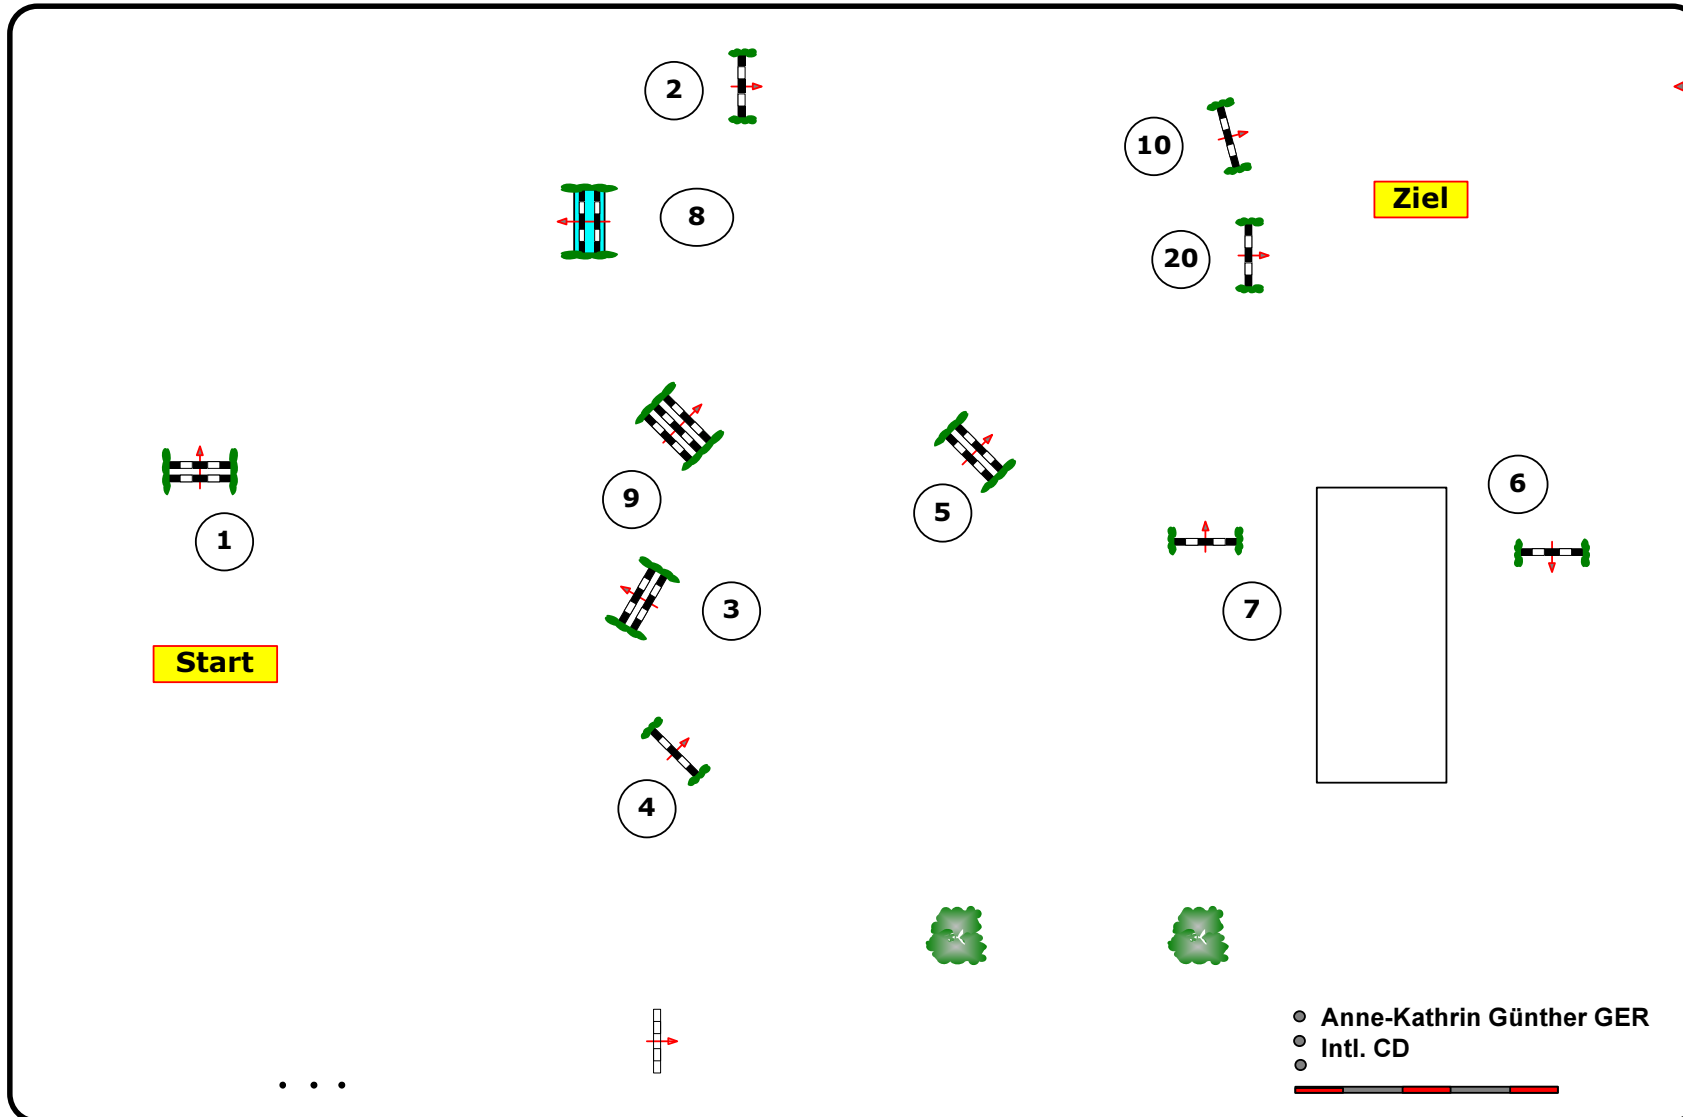 2
10
Ziel
8
20
6
1
9
5
3
7
Start
4
Anne-Kathrin Günther GER
Intl. CD
. . .